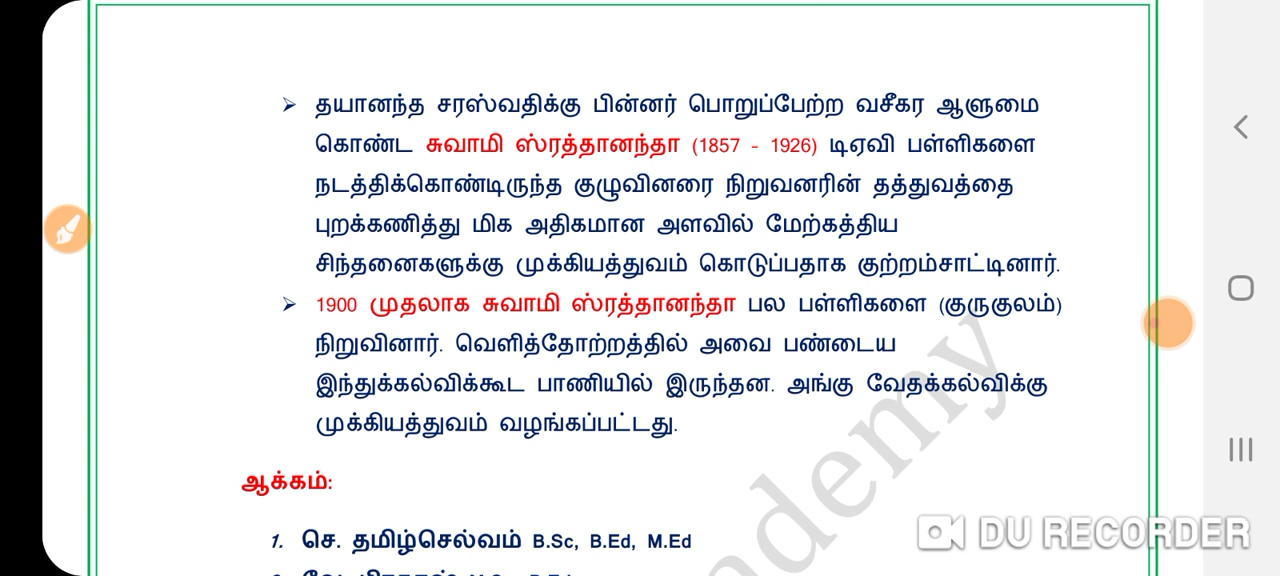 ➢ தயானந்த சரஸ்வதிக்கு பின்னர் பொறுப்பேற்ற வசீகர ஆளுமை
கொண்ட சுவாமி ஸ்ரத்தானந்தா (1857 - 1926) டிஏவி பள்ளிகளை
நடத்திக்கொண்டிருந்த குழுவினரை நிறுவனரின் தத்துவத்தை
புறக்கணித்து மிக அதிகமான அளவில் மேற்கத்திய
சிந்தனைகளுக்கு முக்கியத்துவம் கொடுப்பதாக குற்றம்சாட்டினார்.
➢ 1900 முதலாக சுவாமி ஸ்ரத்தானந்தா பல பள்ளிகளை (குருகுலம்)
நிறுவினார். வெளித்தோற்றத்தில் அவை பண்டைய
இந்துக்கல்விக்கூட பாணியில் இருந்தன. அங்கு வேதக்கல்விக்கு
முக்கியத்துவம் வழங்கப்பட்டது.
ஆக்கம்:
1. செ. தமிழ்செல்வம் B.Sc, B.Ed, M.Ed
DU RECORDER